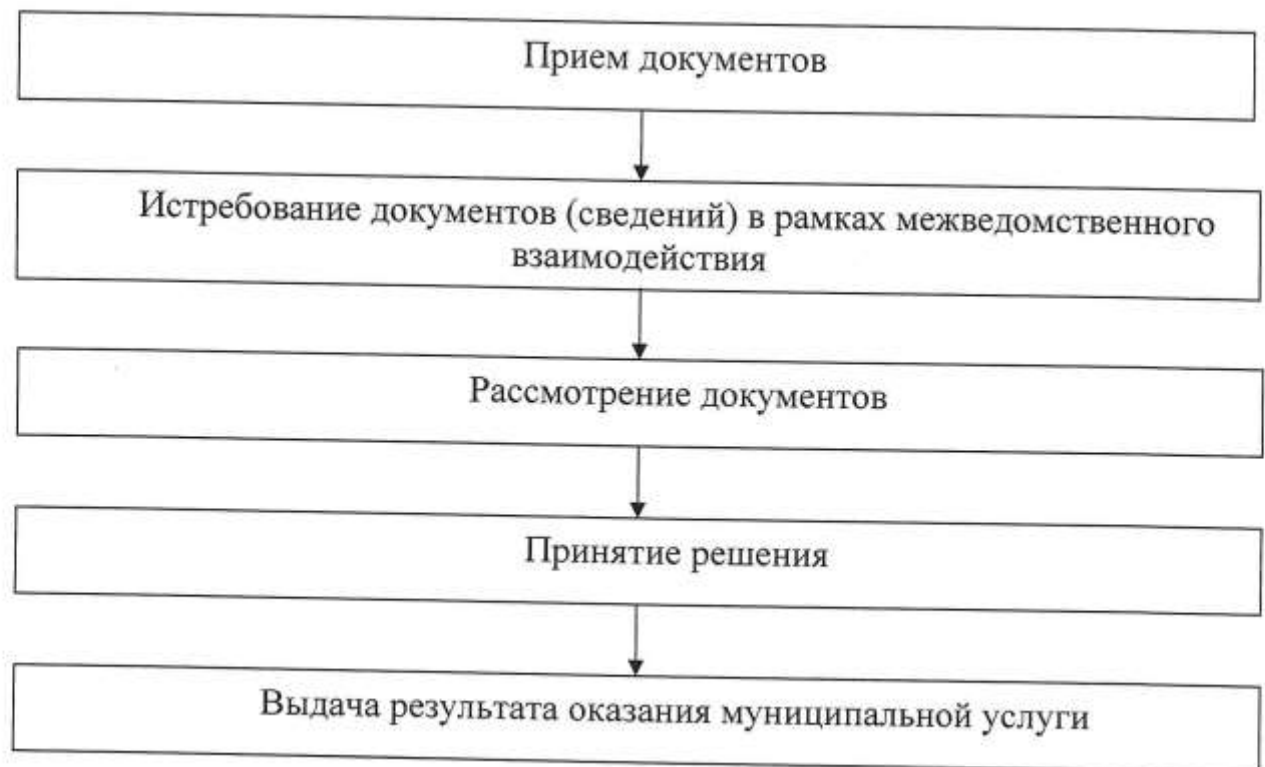 Прием документов
Истребование документов (сведений) в рамках межведомственного
взаимодействия
Рассмотрение документов
Принятие решения
Выдача результата оказания муниципальной услуги